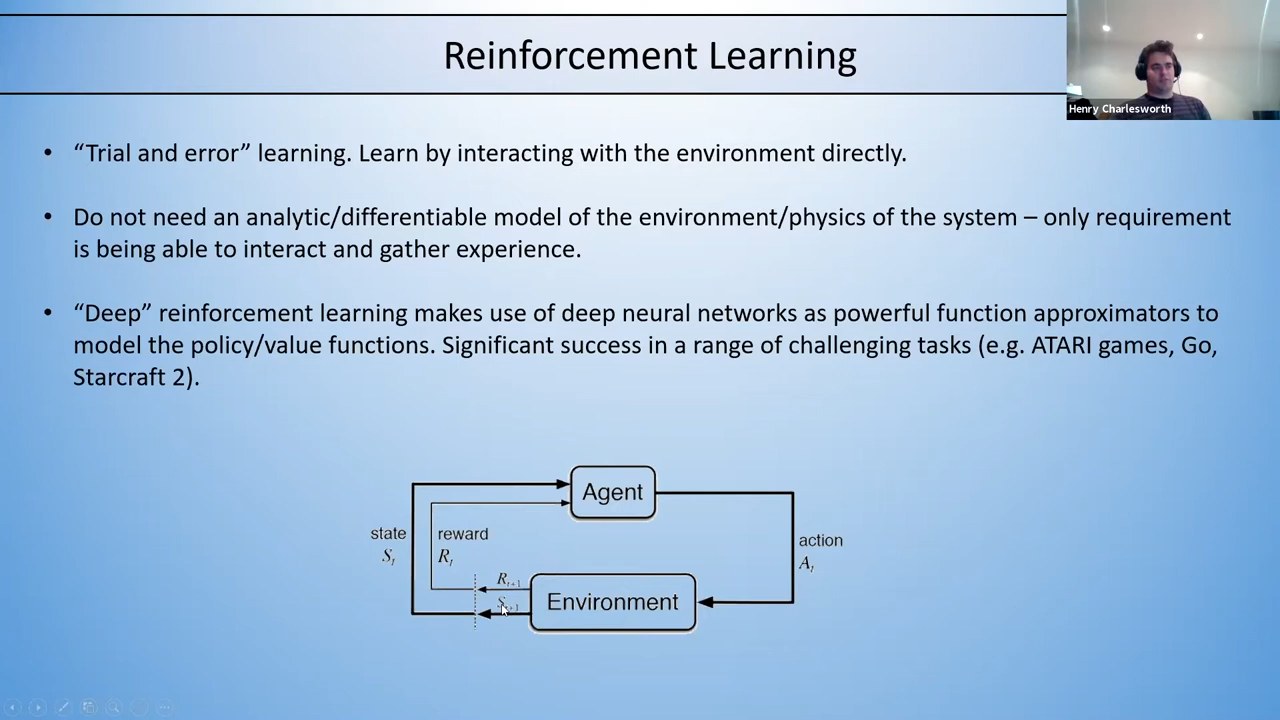 Reinforcement Learning
Henry Charlesworth
• “Trial and error” learning. Learn by interacting with the environment directly.
• Do not need an analytic/differentiable model of the environment/physics of the system – only requirement
is being able to interact and gather experience.
• “Deep” reinforcement learning makes use of deep neural networks as powerful function approximators to
model the policy/value functions. Significant success in a range of challenging tasks (e.g. ATARI games, Go,
Starcraft 2).
Agent
state
S_t
reward
R_t
action
A_t
R_{t+1}
S_{t+1}
Environment